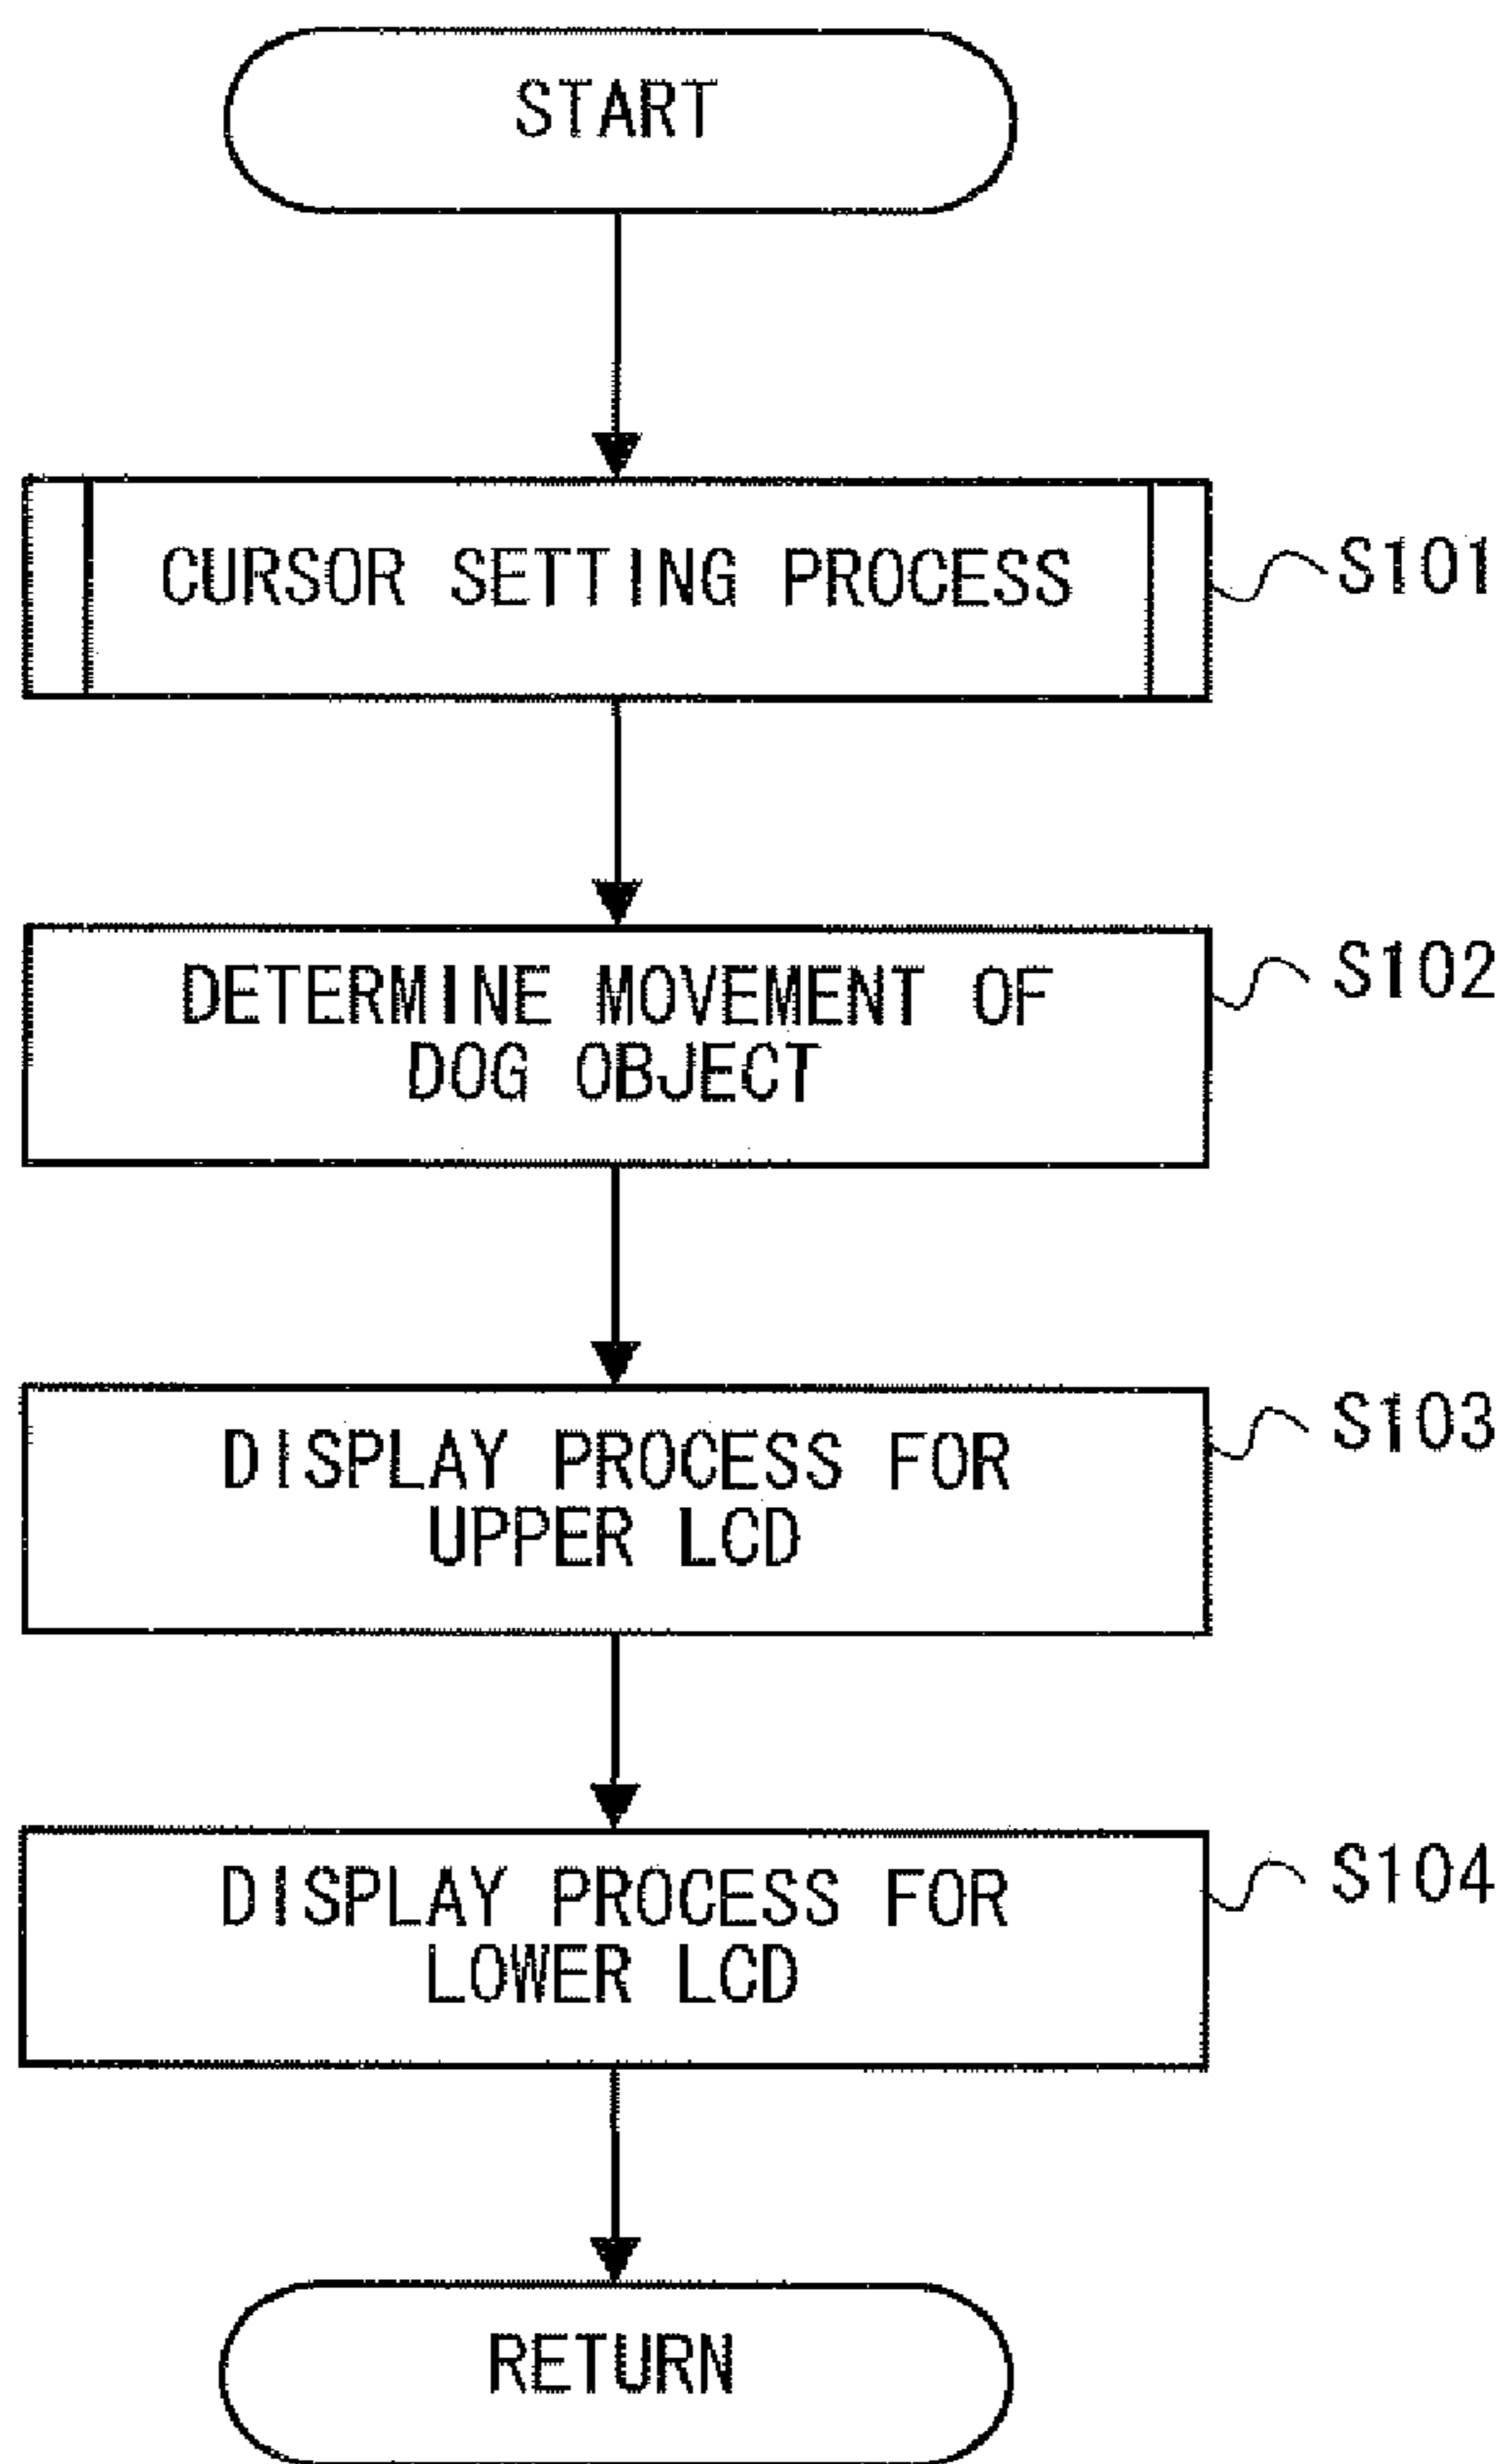 START
CURSOR SETTING PROCESS
S101
DETERMINE MOVEMENT OF
DOG OBJECT
S102
DISPLAY PROCESS FOR
UPPER LCD
S103
DISPLAY PROCESS FOR
LOWER LCD
S104
RETURN